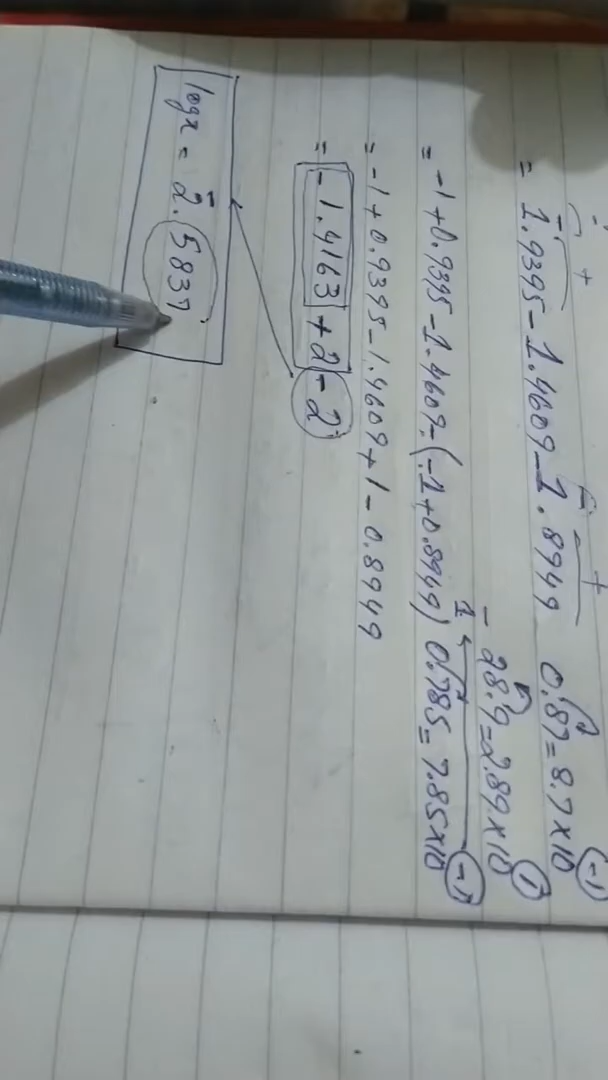 = 1̄.9395 - 1.4609 - 1̄.8949
0.87 = 8.7 × 10^(-1)
28.9 = 2.89 × 10^(1)
= -1 + 0.9395 - 1.4609 - (-1 + 0.8949)
0.785 = 7.85 × 10^(-1)
= -1 + 0.9395 - 1.4609 + 1 - 0.8949
= -1.4163 + 2 - 2
log x = 2̄.5837